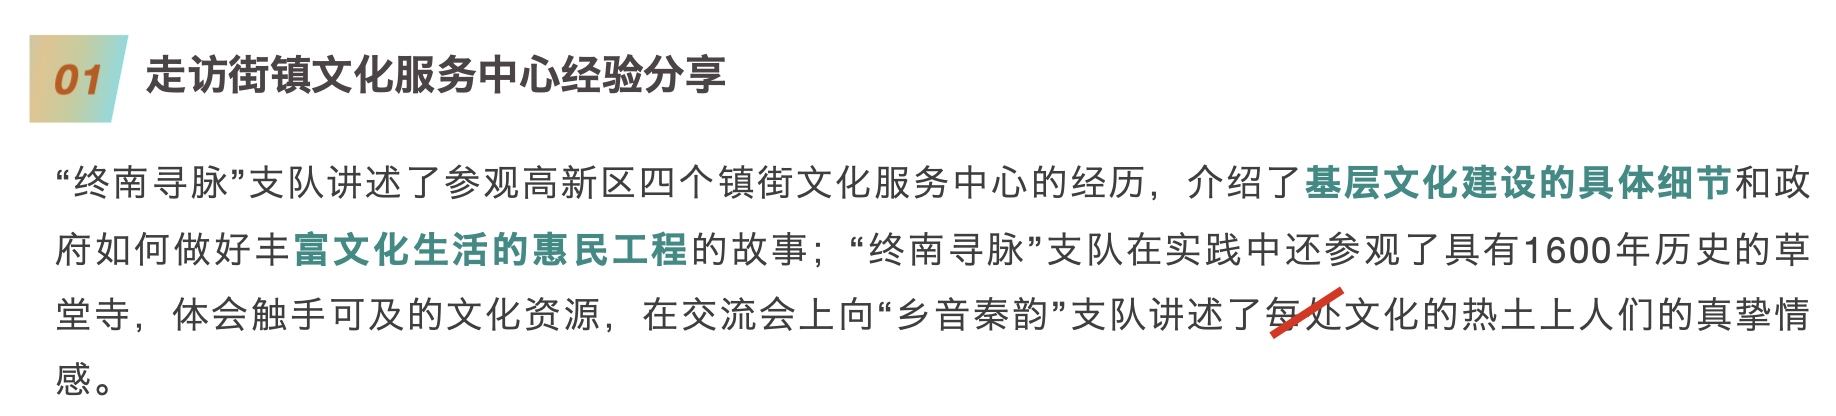 01 走访街镇文化服务中心经验分享
“终南寻脉”支队讲述了参观高新区四个镇街文化服务中心的经历，介绍了基层文化建设的具体细节和政
府如何做好丰富文化生活的惠民工程的故事；“终南寻脉”支队在实践中还参观了具有1600年历史的草
堂寺，体会触手可及的文化资源，在交流会上向“乡音秦韵”支队讲述了每处文化的热土上人们的真挚情
感。